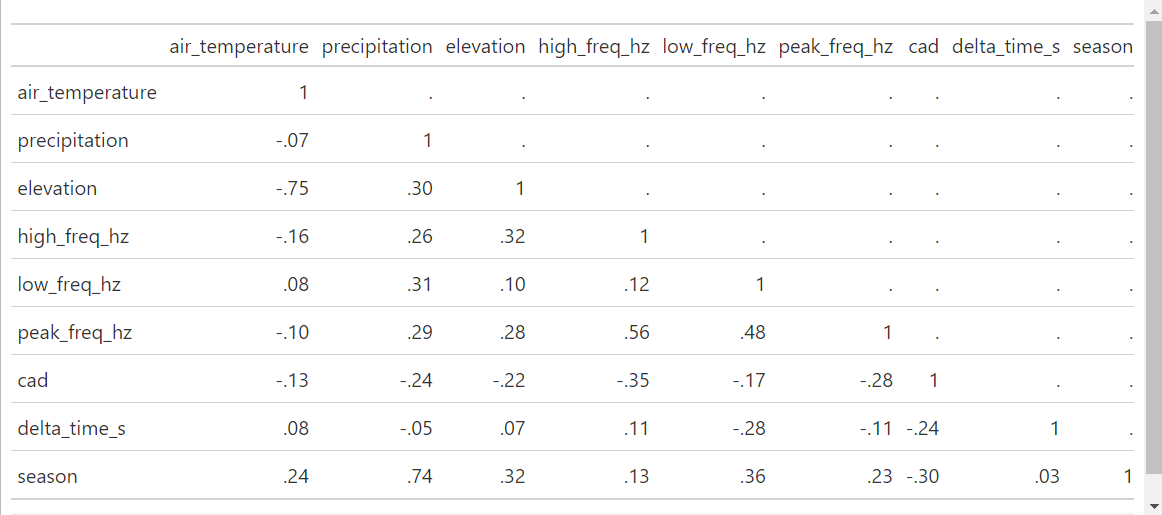 air_temperature precipitation elevation high_freq_hz low_freq_hz peak_freq_hz cad delta_time_s season
air_temperature 1 . . . . . . . .
precipitation -.07 1 . . . . . . .
elevation -.75 .30 1 . . . . . .
high_freq_hz -.16 .26 .32 1 . . . . .
low_freq_hz .08 .31 .10 .12 1 . . . .
peak_freq_hz -.10 .29 .28 .56 .48 1 . . .
cad -.13 -.24 -.22 -.35 -.17 -.28 1 . .
delta_time_s .08 -.05 .07 .11 -.28 -.11 -.24 1 .
season .24 .74 .32 .13 .36 .23 -.30 .03 1